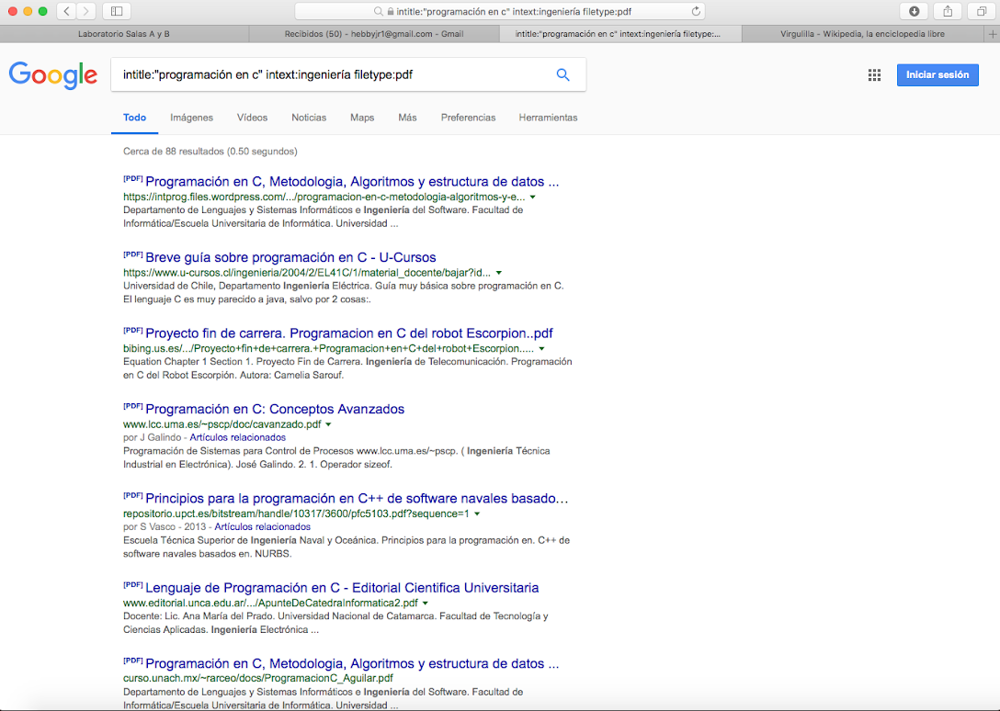 intitle:"programación en c" intext:ingeniería filetype:pdf
Laboratorio Salas A y B
Recibidos (50) - hebbyjr1@gmail.com - Gmail
intitle:"programación en c" intext:ingeniería filetype:...
Virgulilla - Wikipedia, la enciclopedia libre
Google
intitle:"programación en c" intext:ingeniería filetype:pdf
Iniciar sesión
Todo Imágenes Vídeos Noticias Maps Más Preferencias Herramientas
Cerca de 88 resultados (0.50 segundos)
[PDF] Programación en C, Metodologia, Algoritmos y estructura de datos ...
https://intprog.files.wordpress.com/.../programacion-en-c-metodologia-algoritmos-y-e...
Departamento de Lenguajes y Sistemas Informáticos e Ingeniería del Software. Facultad de
Informática/Escuela Universitaria de Informática. Universidad ...
[PDF] Breve guía sobre programación en C - U-Cursos
https://www.u-cursos.cl/ingenieria/2004/2/EL41C/1/material_docente/bajar?id...
Universidad de Chile, Departamento Ingeniería Eléctrica. Guía muy básica sobre programación en C.
El lenguaje C es muy parecido a java, salvo por 2 cosas:.
[PDF] Proyecto fin de carrera. Programacion en C del robot Escorpion..pdf
bibing.us.es/.../Proyecto+fin+de+carrera.+Programacion+en+C+del+robot+Escorpion.....
Equation Chapter 1 Section 1. Proyecto Fin de Carrera. Ingeniería de Telecomunicación. Programación
en C del Robot Escorpión. Autora: Camelia Sarouf.
[PDF] Programación en C: Conceptos Avanzados
www.lcc.uma.es/~pscp/doc/cavanzado.pdf
por J Galindo - Artículos relacionados
Programación de Sistemas para Control de Procesos www.lcc.uma.es/~pscp. ( Ingeniería Técnica
Industrial en Electrónica). José Galindo. 2. 1. Operador sizeof.
[PDF] Principios para la programación en C++ de software navales basado...
repositorio.upct.es/bitstream/handle/10317/3600/pfc5103.pdf?sequence=1
por S Vasco - 2013 - Artículos relacionados
Escuela Técnica Superior de Ingeniería Naval y Oceánica. Principios para la programación en. C++ de
software navales basados en. NURBS.
[PDF] Lenguaje de Programación en C - Editorial Cientifica Universitaria
www.editorial.unca.edu.ar/.../ApunteDeCatedraInformatica2.pdf
Docente: Lic. Ana María del Prado. Universidad Nacional de Catamarca. Facultad de Tecnología y
Ciencias Aplicadas. Ingeniería Electrónica ...
[PDF] Programación en C, Metodologia, Algoritmos y estructura de datos ...
curso.unach.mx/~rarceo/docs/ProgramacionC_Aguilar.pdf
Departamento de Lenguajes y Sistemas Informáticos e Ingeniería del Software. Facultad de
Informática/Escuela Universitaria de Informática. Universidad ...